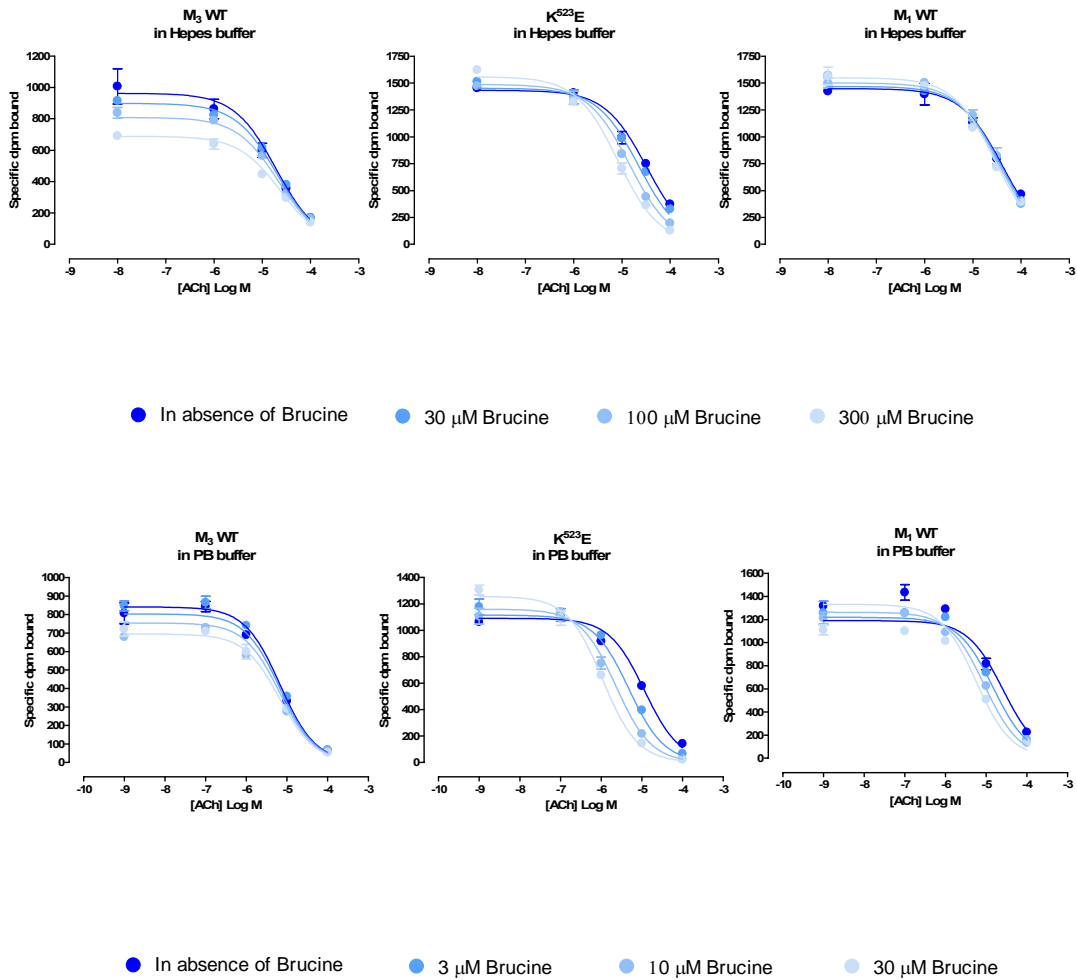 M₃ WT
in Hepes buffer
Specific dpm bound
1200
1000
800
600
400
200
0
-9 -8 -7 -6 -5 -4 -3
[ACh] Log M
K⁵²³E
in Hepes buffer
Specific dpm bound
1750
1500
1250
1000
750
500
250
0
-9 -8 -7 -6 -5 -4 -3
[ACh] Log M
M₁ WT
in Hepes buffer
Specific dpm bound
1750
1500
1250
1000
750
500
250
0
-9 -8 -7 -6 -5 -4 -3
[ACh] Log M
In absence of Brucine 30 µM Brucine 100 µM Brucine 300 µM Brucine
M₃ WT
in PB buffer
Specific dpm bound
1000
900
800
700
600
500
400
300
200
100
0
-10 -9 -8 -7 -6 -5 -4 -3
[ACh] Log M
K⁵²³E
in PB buffer
Specific dpm bound
1400
1200
1000
800
600
400
200
0
-10 -9 -8 -7 -6 -5 -4 -3
[ACh] Log M
M₁ WT
in PB buffer
Specific dpm bound
1600
1400
1200
1000
800
600
400
200
0
-10 -9 -8 -7 -6 -5 -4 -3
[ACh] Log M
In absence of Brucine 3 µM Brucine 10 µM Brucine 30 µM Brucine